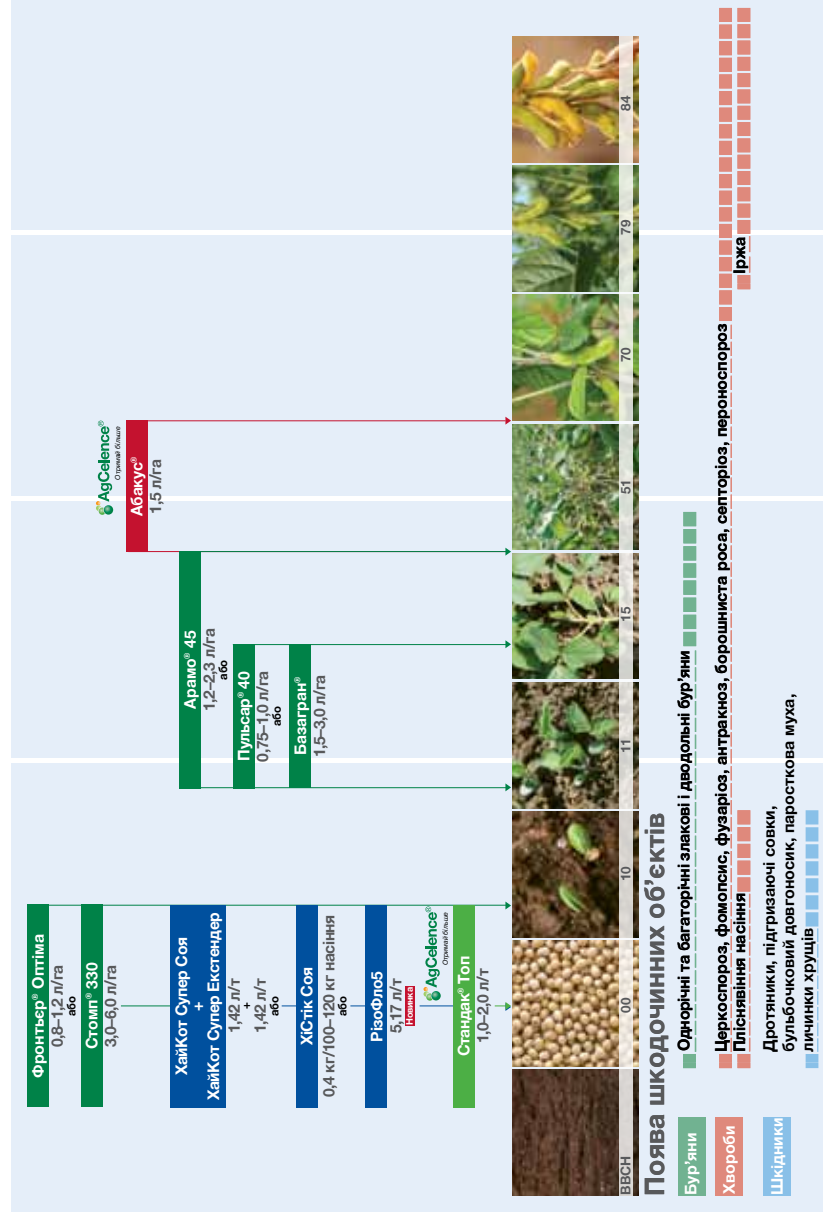 Фронтьєр® Оптіма
0,8–1,2 л/га
або
Стомп® 330
3,0–6,0 л/га
ХайКот Супер Соя
+
ХайКот Супер Екстендер
1,42 л/т
+
1,42 л/т
або
ХіСтік Соя
0,4 кг/100–120 кг насіння
або
РізоФло5
5,17 л/т
Новинка
AgCelence®
Отримай більше
Стандак® Топ
1,0–2,0 л/т
Арамо® 45
1,2–2,3 л/га
або
Пульсар® 40
0,75–1,0 л/га
або
Базагран®
1,5–3,0 л/га
AgCelence®
Отримай більше
Абакус®
1,5 л/га
BBCH 00 10 11 15 51 70 79 84
Поява шкодочинних об’єктів
Бур’яни
Однорічні та багаторічні злакові і дводольні бур’яни
Хвороби
Церкоспороз, фомопсис, фузаріоз, антракноз, борошниста роса, септоріоз, пероноспороз
Пліснявіння насіння
Іржа
Шкідники
Дротяники, підгризаючі совки,
бульбочковий довгоносик, паросткова муха,
личинки хрущів